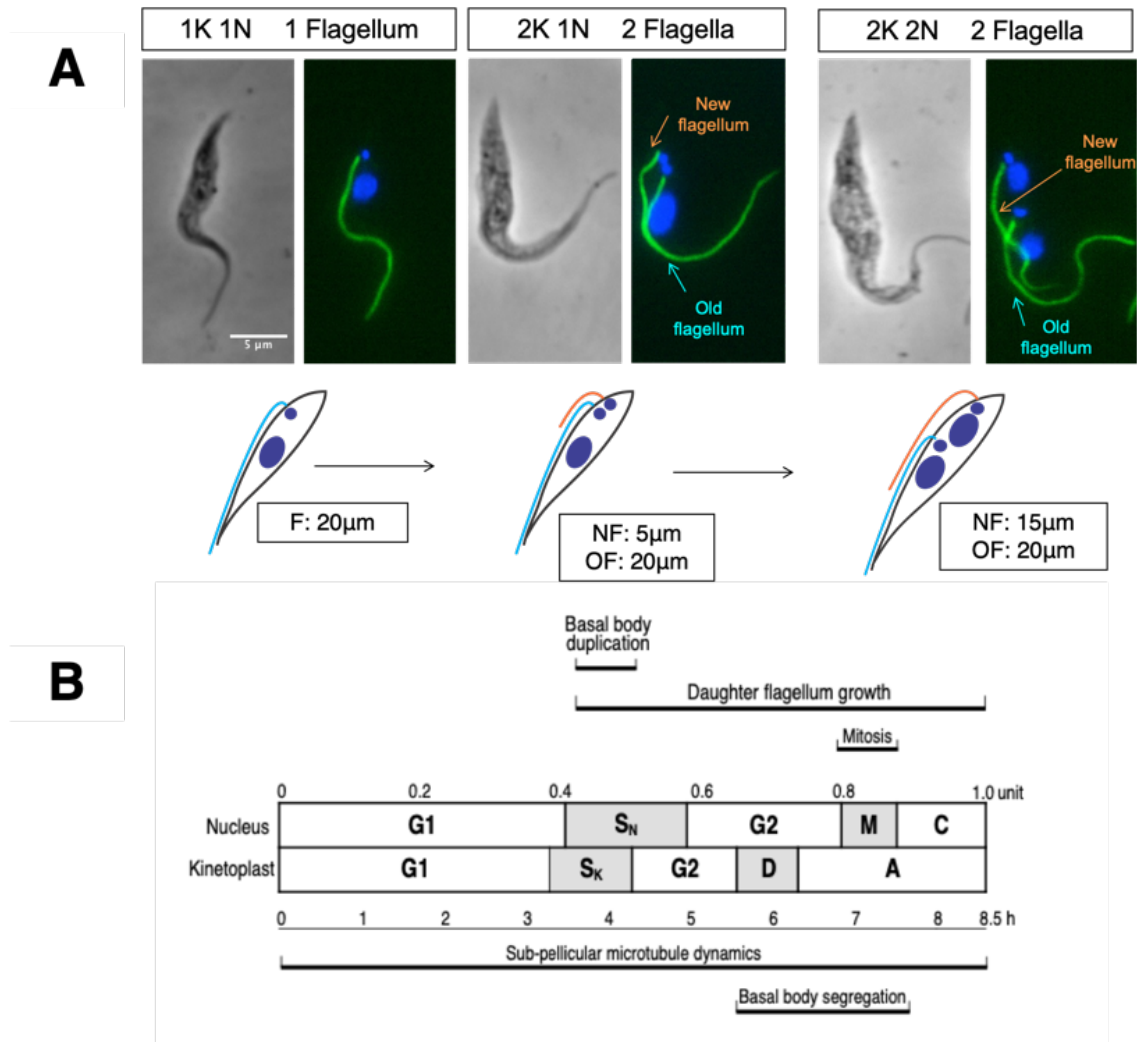 A
1K 1N 1 Flagellum
2K 1N 2 Flagella
2K 2N 2 Flagella
New
flagellum
Old
flagellum
New
flagellum
Old
flagellum
5 µm
F: 20µm
NF: 5µm
OF: 20µm
NF: 15µm
OF: 20µm
B
Basal body
duplication
Daughter flagellum growth
Mitosis
0 0.2 0.4 0.6 0.8 1.0 unit
Nucleus G1 SN G2 M C
Kinetoplast G1 SK G2 D A
0 1 2 3 4 5 6 7 8 8.5 h
Sub-pellicular microtubule dynamics
Basal body segregation